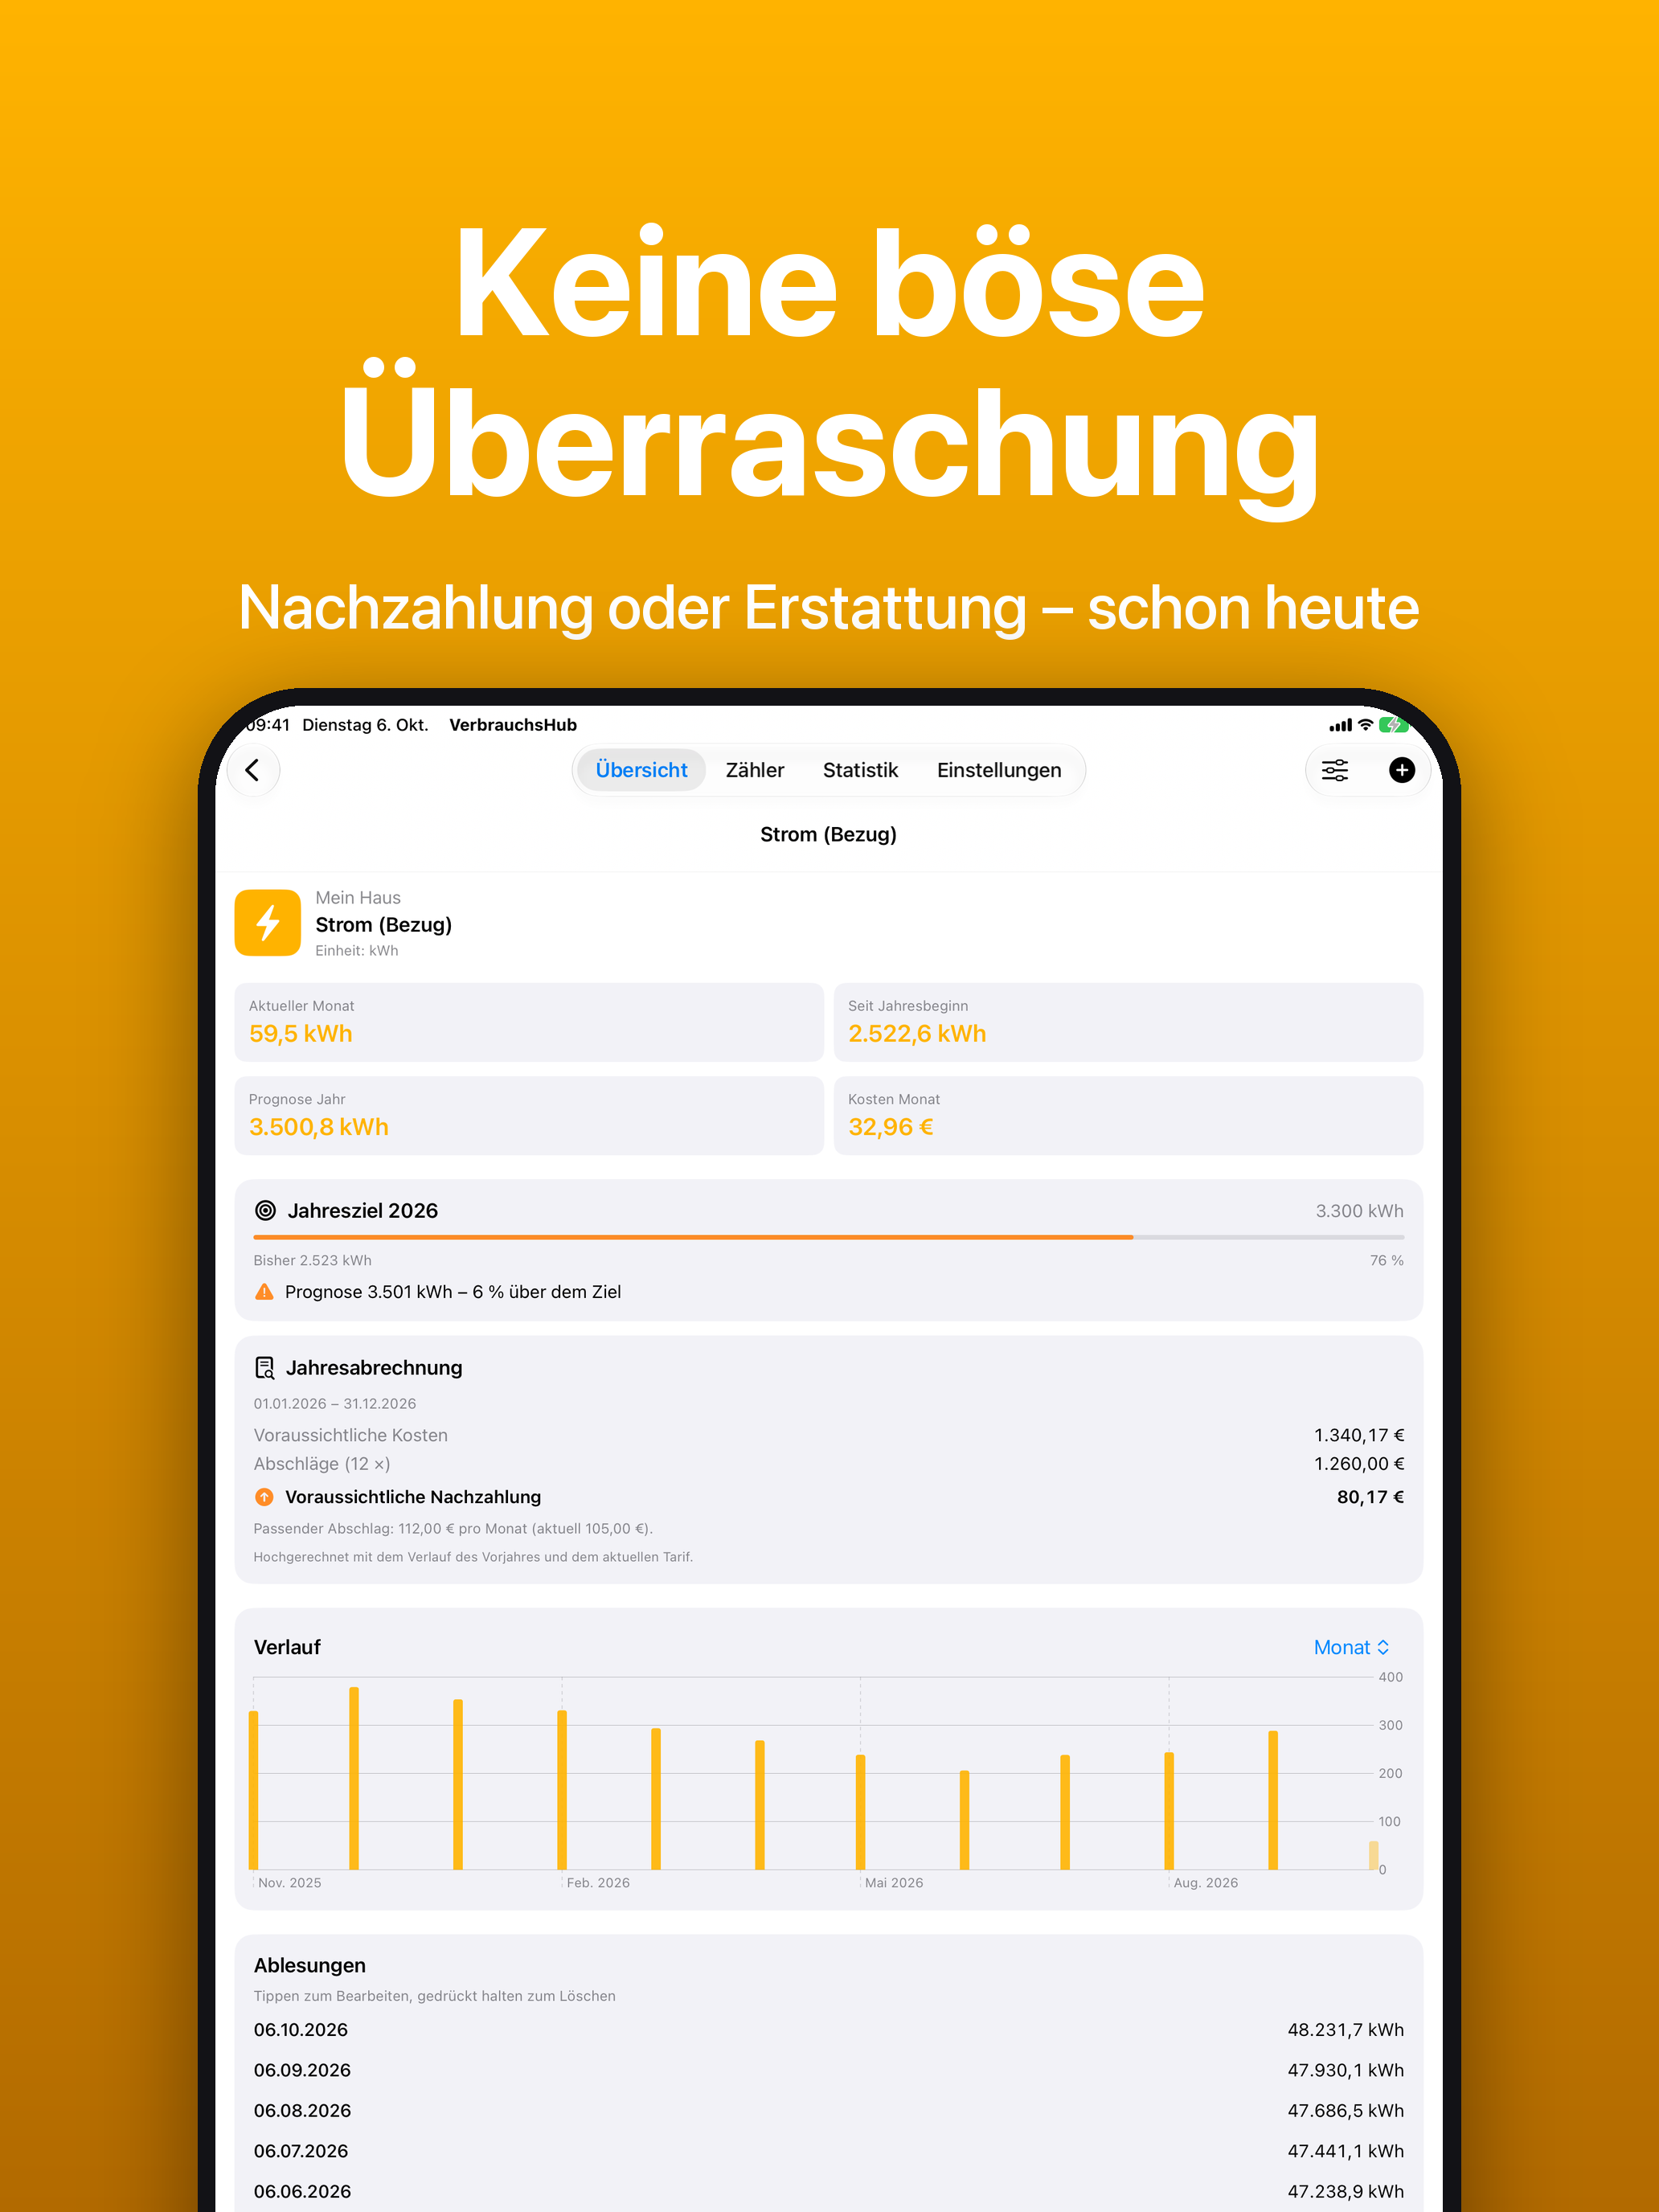 Keine böse
Überraschung
Nachzahlung oder Erstattung – schon heute
09:41 Dienstag 6. Okt. VerbrauchsHub
Übersicht Zähler Statistik Einstellungen
Strom (Bezug)
Mein Haus
Strom (Bezug)
Einheit: kWh
Aktueller Monat
59,5 kWh
Seit Jahresbeginn
2.522,6 kWh
Prognose Jahr
3.500,8 kWh
Kosten Monat
32,96 €
Jahresziel 2026 3.300 kWh
Bisher 2.523 kWh 76 %
Prognose 3.501 kWh – 6 % über dem Ziel
Jahresabrechnung
01.01.2026 – 31.12.2026
Voraussichtliche Kosten 1.340,17 €
Abschläge (12 ×) 1.260,00 €
Voraussichtliche Nachzahlung 80,17 €
Passender Abschlag: 112,00 € pro Monat (aktuell 105,00 €).
Hochgerechnet mit dem Verlauf des Vorjahres und dem aktuellen Tarif.
Verlauf Monat
400
300
200
100
0
Nov. 2025 Feb. 2026 Mai 2026 Aug. 2026
Ablesungen
Tippen zum Bearbeiten, gedrückt halten zum Löschen
06.10.2026 48.231,7 kWh
06.09.2026 47.930,1 kWh
06.08.2026 47.686,5 kWh
06.07.2026 47.441,1 kWh
06.06.2026 47.238,9 kWh